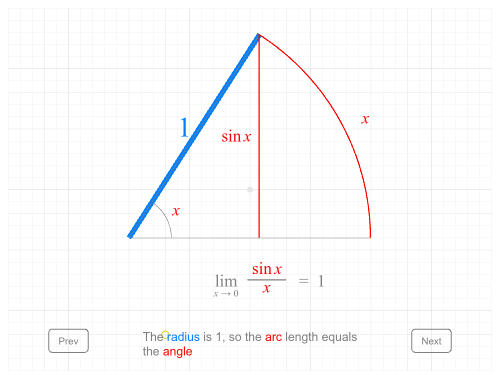 1
sin x
x
x
lim x → 0 sin x / x = 1
Prev
The radius is 1, so the arc length equals
the angle
Next